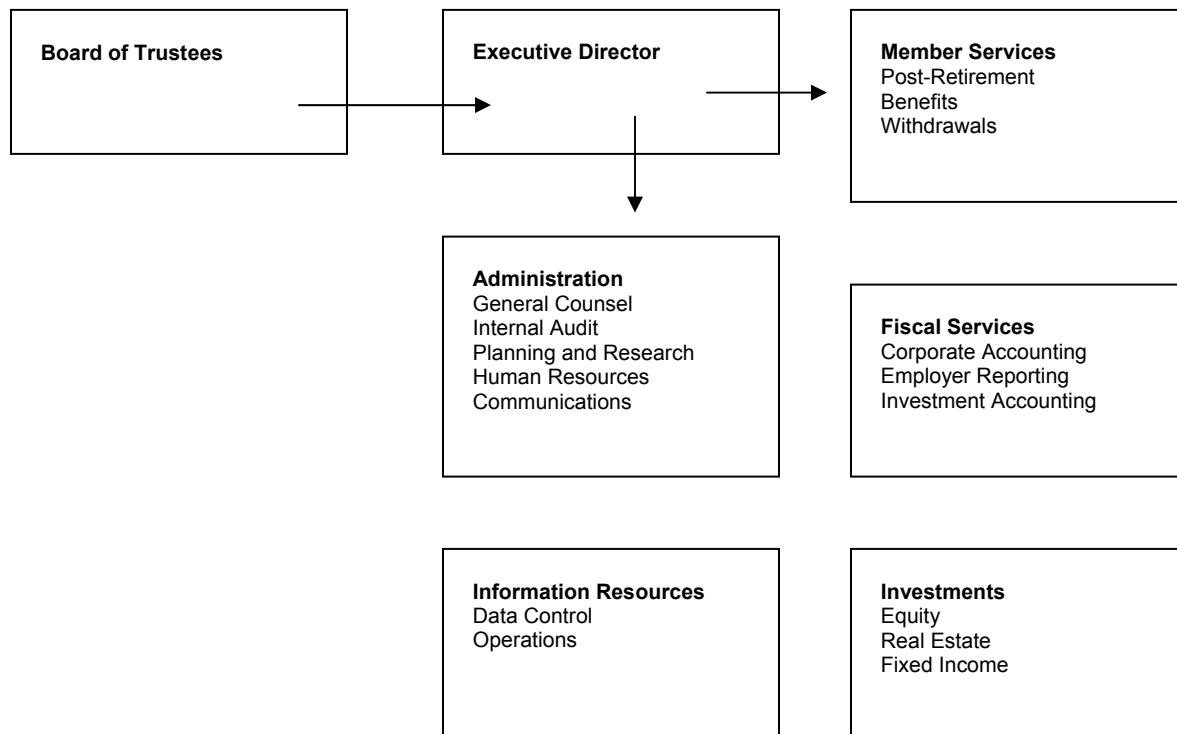 Board of Trustees
Executive Director
Member Services
Post-Retirement
Benefits
Withdrawals
Administration
General Counsel
Internal Audit
Planning and Research
Human Resources
Communications
Fiscal Services
Corporate Accounting
Employer Reporting
Investment Accounting
Information Resources
Data Control
Operations
Investments
Equity
Real Estate
Fixed Income